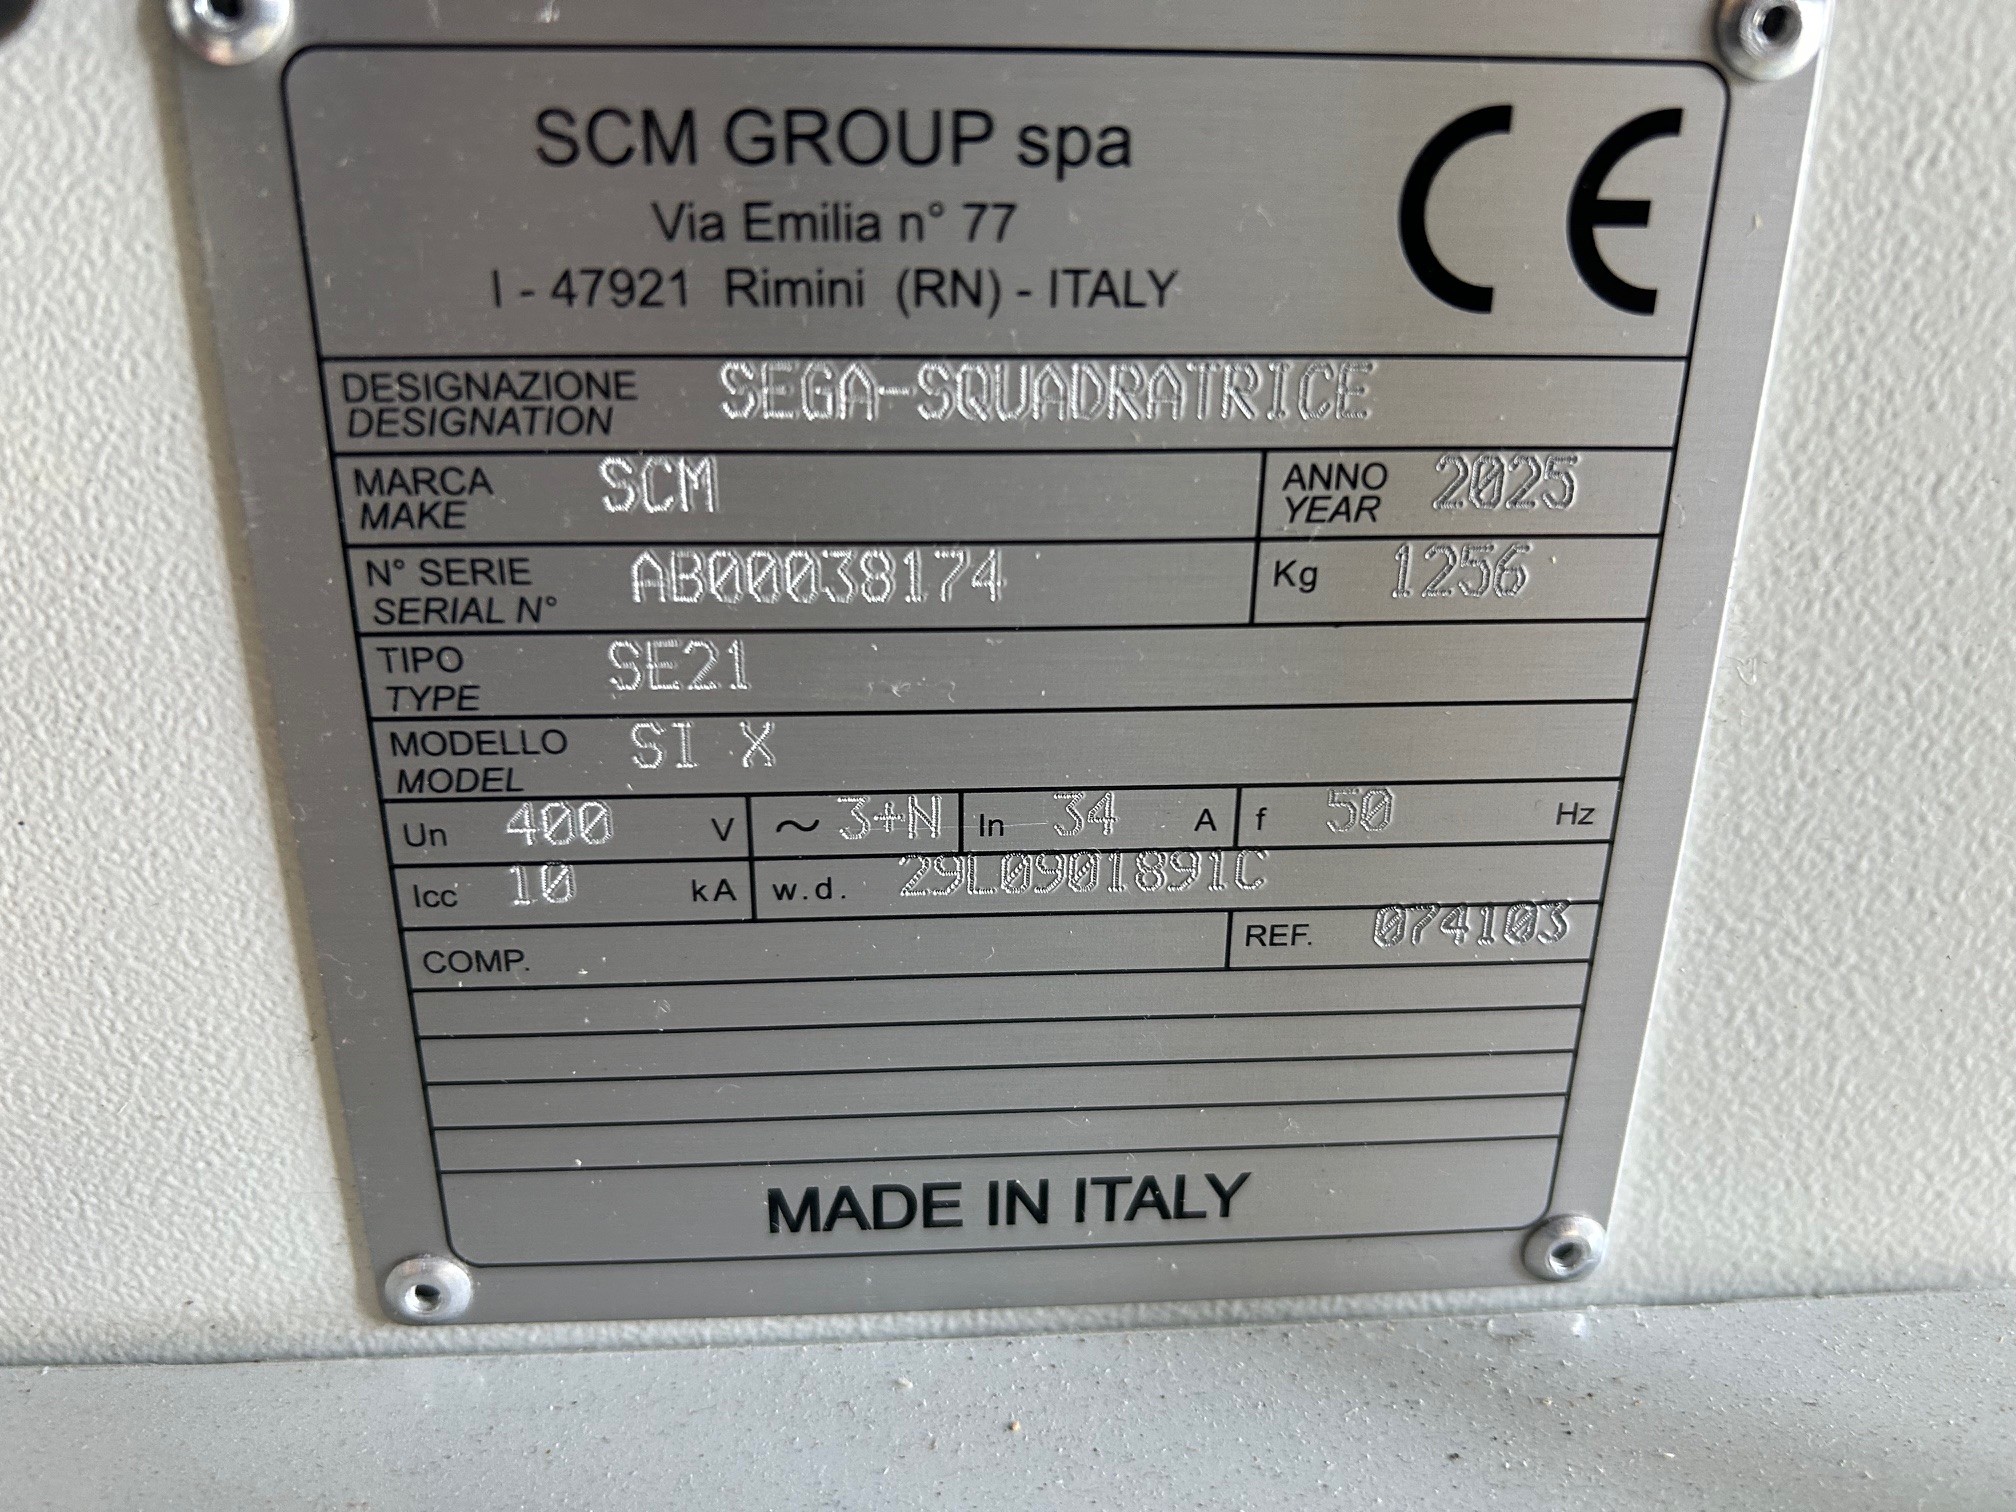 SCM GROUP spa
Via Emilia n° 77
I - 47921 Rimini (RN) - ITALY
CE
DESIGNAZIONE SEGA-SQUADRATRICE
DESIGNATION
MARCA SCM ANNO 2025
MAKE YEAR
N° SERIE AB00038174 Kg 1256
SERIAL N°
TIPO SE21
TYPE
MODELLO SI X
MODEL
Un 400 V ~ 3+N In 34 A f 50 Hz
Icc 10 kA w.d. 29L0901891C
COMP. REF. 074103
MADE IN ITALY